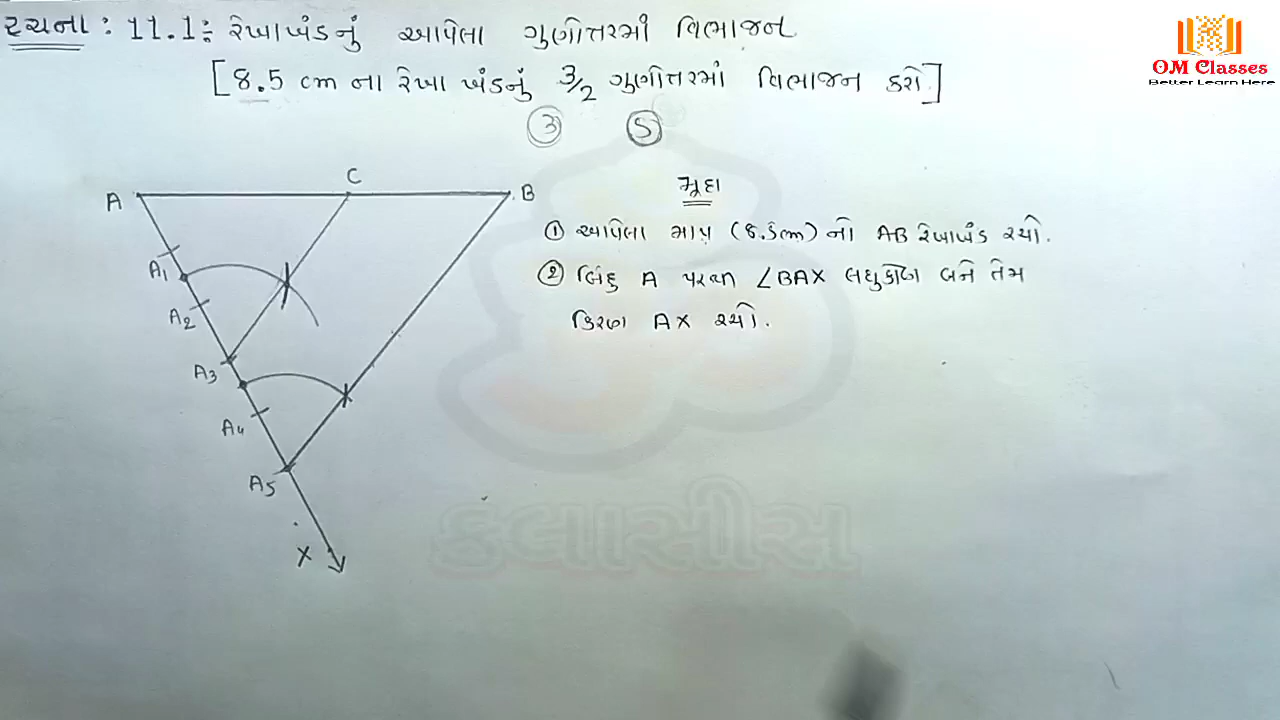 રચના : 11.1 : રેખાખંડનું આપેલા ગુણોત્તરમાં વિભાજન
[8.5 cm ના રેખા ખંડનું 3/2 ગુણોત્તરમાં વિભાજન કરો.]
3 5
OM Classes
Better Learn Here
A C B
A1
A2
A3
A4
A5
X
મુદ્દા
① આપેલા માપ (8.5cm) નો AB રેખાખંડ રચો.
② બિંદુ A પરથી ∠BAX લઘુકોણ બને તેમ
કિરણ AX રચો.
કલાસીસ